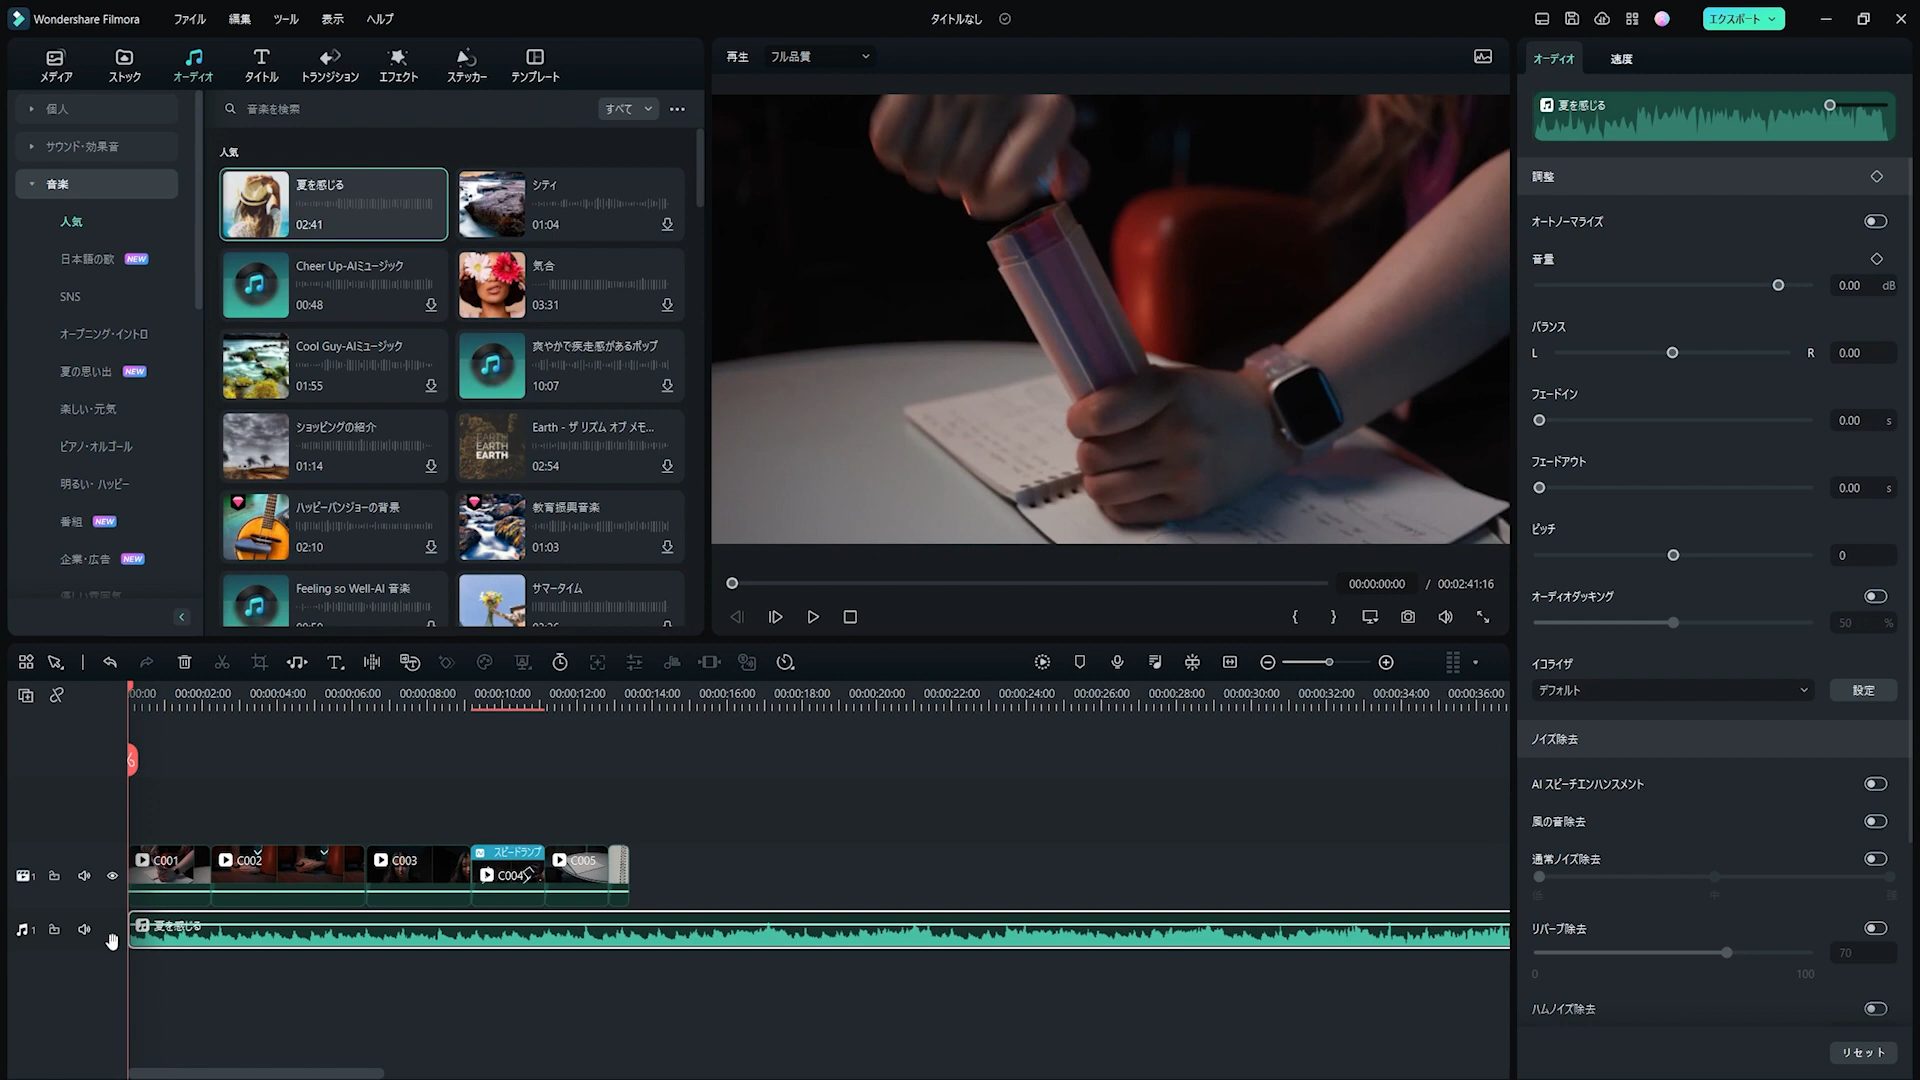 Wondershare Filmora
ファイル 編集 ツール 表示 ヘルプ
タイトルなし
エクスポート
メディア ストック オーディオ タイトル トランジション エフェクト ステッカー テンプレート
個人
サウンド・効果音
音楽
人気
日本語の歌 NEW
SNS
オープニング・イントロ
夏の思い出 NEW
楽しい・元気
ピアノ・オルゴール
明るい・ハッピー
番組 NEW
企業・広告 NEW
音楽を検索 すべて
人気
夏を感じる
02:41
シティ
01:04
Cheer Up-AIミュージック
00:48
気合
03:31
Cool Guy-AIミュージック
01:55
爽やかで疾走感があるポップ
10:07
ショッピングの紹介
01:14
Earth - ザ リズム オブ メモ...
02:54
EARTH
EARTH
EARTH
ハッピーバンジョーの背景
02:10
教育振興音楽
01:03
Feeling so Well-AI 音楽
サマータイム
再生 フル品質
00:00:00:00 / 00:02:41:16
オーディオ 速度
夏を感じる
調整
オートノーマライズ
音量
0.00 dB
バランス
L R 0.00
フェードイン
0.00 s
フェードアウト
0.00 s
ピッチ
0
オーディオダッキング
50 %
イコライザ
デフォルト 設定
ノイズ除去
AI スピーチエンハンスメント
風の音除去
通常ノイズ除去
リバーブ除去
70
0 100
ハムノイズ除去
リセット
00:00 00:00:02:00 00:00:04:00 00:00:06:00 00:00:08:00 00:00:10:00 00:00:12:00 00:00:14:00 00:00:16:00 00:00:18:00 00:00:20:00 00:00:22:00 00:00:24:00 00:00:26:00 00:00:28:00 00:00:30:00 00:00:32:00 00:00:34:00 00:00:36:00
スピードランプ
1 C001 C002 C003 C004 C005
1 夏を感じる